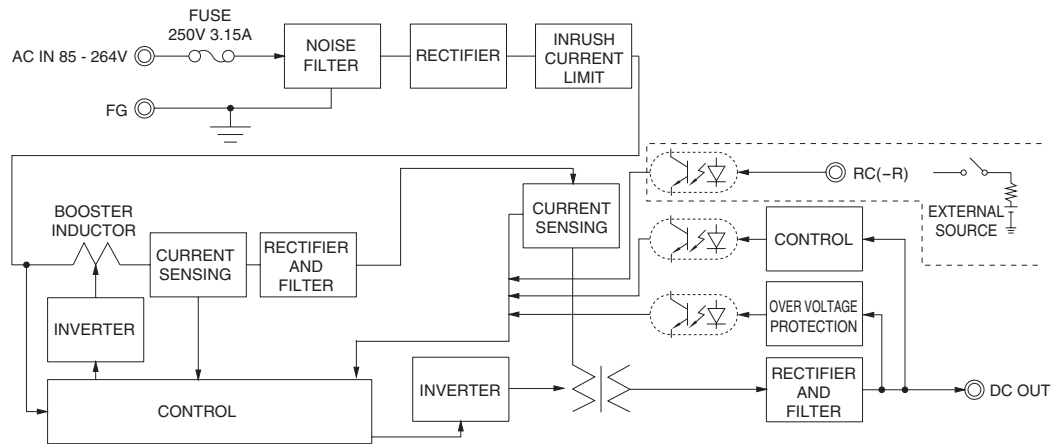 FUSE
250V 3.15A
AC IN 85 - 264V
NOISE
FILTER
RECTIFIER
INRUSH
CURRENT
LIMIT
FG
RC(−R)
EXTERNAL
SOURCE
CURRENT
SENSING
BOOSTER
INDUCTOR
CURRENT
SENSING
RECTIFIER
AND
FILTER
CONTROL
INVERTER
OVER VOLTAGE
PROTECTION
CONTROL
INVERTER
RECTIFIER
AND
FILTER
DC OUT